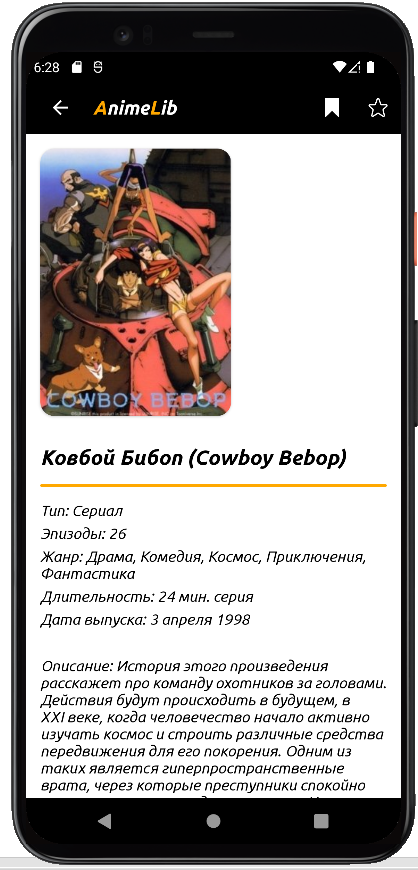 6:28
AnimeLib
COWBOY BEBOP
Ковбой Бибоп (Cowboy Bebop)
Тип: Сериал
Эпизоды: 26
Жанр: Драма, Комедия, Космос, Приключения,
Фантастика
Длительность: 24 мин. серия
Дата выпуска: 3 апреля 1998
Описание: История этого произведения
расскажет про команду охотников за головами.
Действия будут происходить в будущем, в
XXI веке, когда человечество начало активно
изучать космос и строить различные средства
передвижения для его покорения. Одним из
таких является гиперпространственные
врата, через которые преступники спокойно